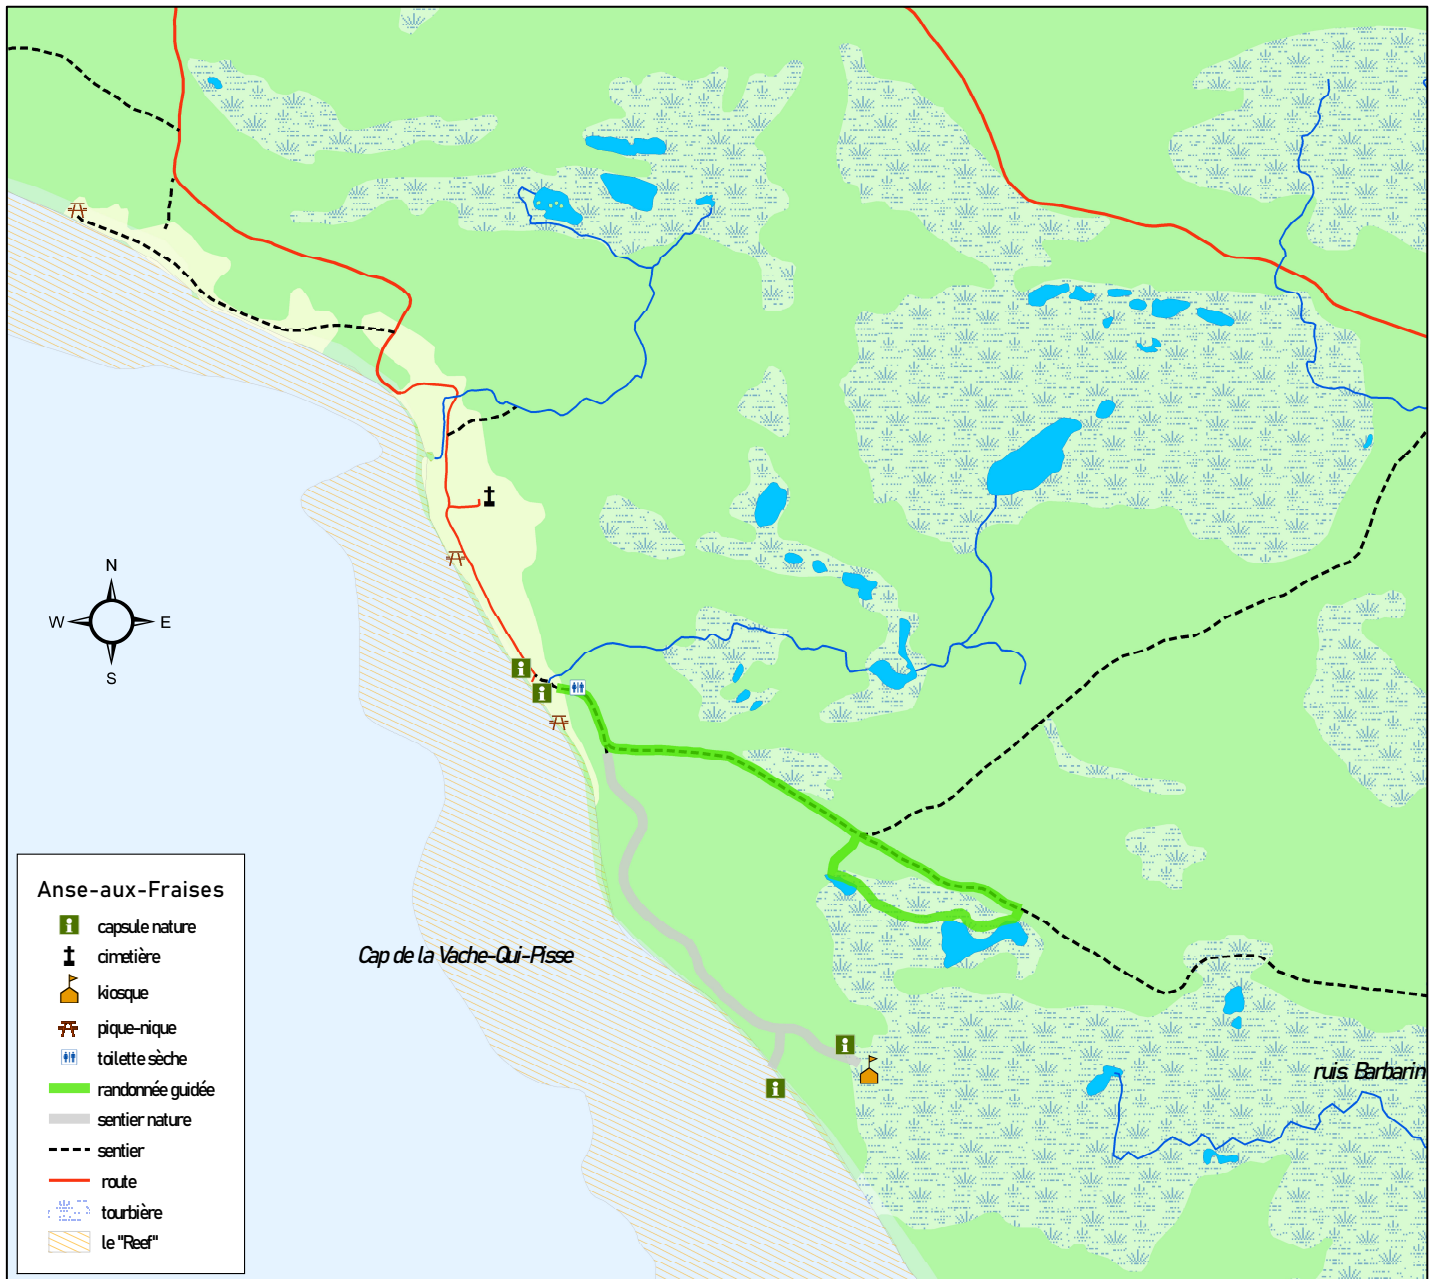 N
W
E
S
Cap de la Vache-Qui-Pisse
ruis. Barbarin
Anse-aux-Fraises
capsule nature
cimetière
kiosque
pique-nique
toilette sèche
randonnée guidée
sentier nature
sentier
route
tourbière
le "Reef"